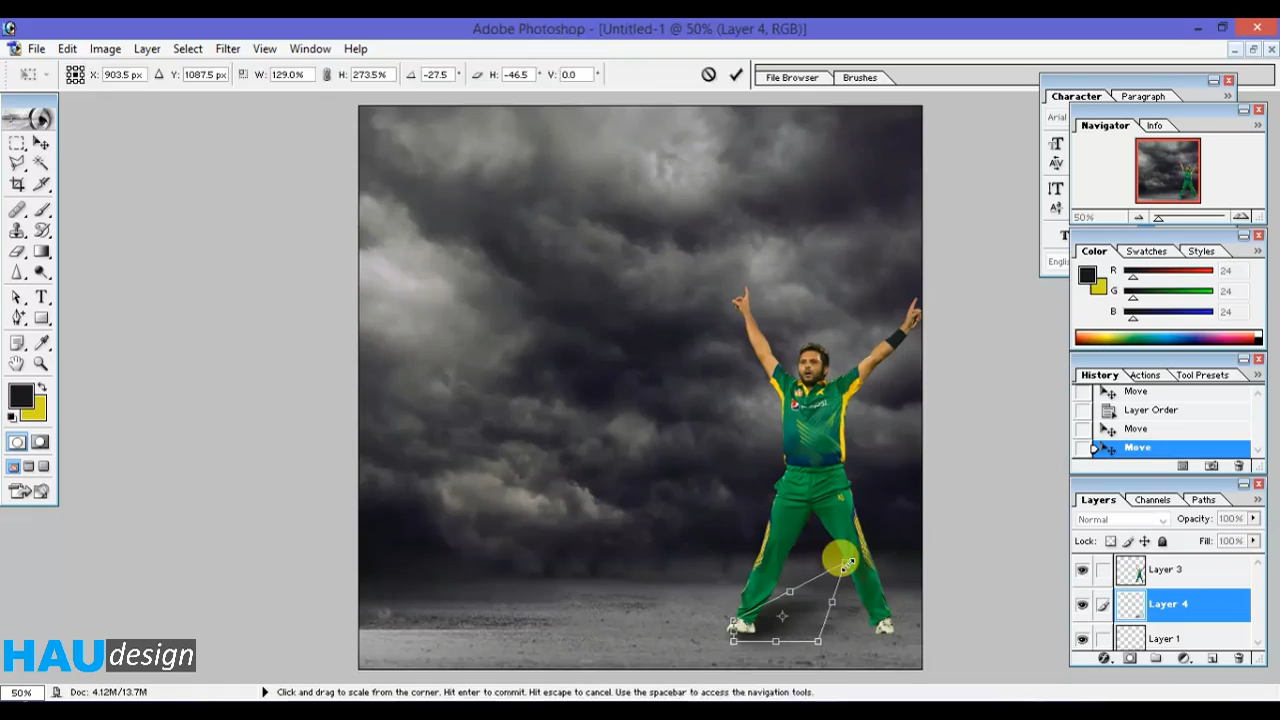 Adobe Photoshop - [Untitled-1 @ 50% (Layer 4, RGB)]
File Edit Image Layer Select Filter View Window Help
X: 903.5 px Y: 1087.5 px W: 129.0% H: 273.5% -27.5 ° H: -46.5 ° V: 0.0 °
File Browser Brushes
Character Paragraph
Arial
Navigator Info
50%
Color Swatches Styles
R 24
G 24
B 24
English
History Actions Tool Presets
Move
Layer Order
Move
Move
Layers Channels Paths
Normal Opacity: 100%
Lock: Fill: 100%
Layer 3
Layer 4
Layer 1
HAU design
50% Doc: 4.12M/13.7M Click and drag to scale from the corner. Hit enter to commit. Hit escape to cancel. Use the spacebar to access the navigation tools.